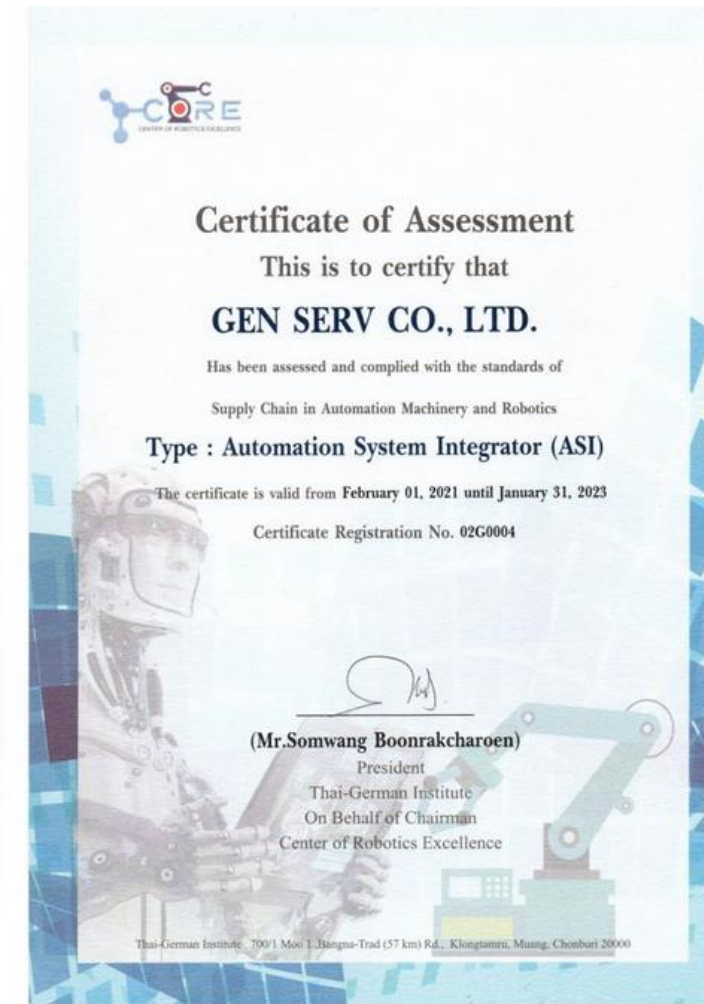 CORE
CENTER OF ROBOTICS EXCELLENCE
Certificate of Assessment
This is to certify that
GEN SERV CO., LTD.
Has been assessed and complied with the standards of
Supply Chain in Automation Machinery and Robotics
Type : Automation System Integrator (ASI)
The certificate is valid from February 01, 2021 until January 31, 2023
Certificate Registration No. 02G0004
(Mr.Somwang Boonrakcharoen)
President
Thai-German Institute
On Behalf of Chairman
Center of Robotics Excellence
Thai-German Institute 700/1 Moo 1 ,Bangna-Trad (57 km) Rd., Klongtamru, Muang, Chonburi 20000